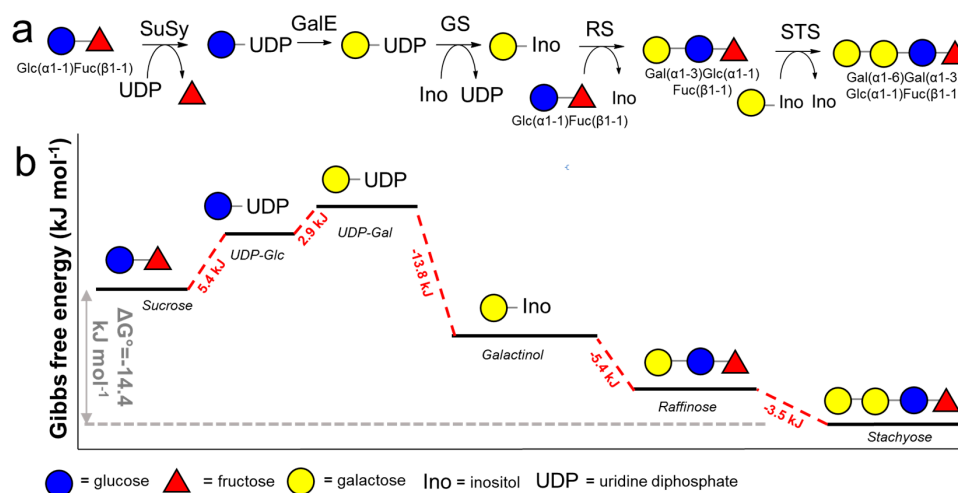 a
SuSy
GalE
GS
RS
STS
UDP
UDP
Ino
Glc(α1-1)Fuc(β1-1)
UDP
Ino
UDP
Ino
Glc(α1-1)Fuc(β1-1)
Gal(α1-3)Glc(α1-1)
Fuc(β1-1)
Ino
Ino
Gal(α1-6)Gal(α1-3
Glc(α1-1)Fuc(β1-1
b
Gibbs free energy (kJ mol⁻¹)
UDP
UDP
Ino
Sucrose
5.4 kJ
UDP-Glc
2.9 kJ
UDP-Gal
-13.8 kJ
Galactinol
-5.4 kJ
Raffinose
-3.5 kJ
Stachyose
ΔG°=-14.4
kJ mol⁻¹
= glucose
= fructose
= galactose
Ino = inositol
UDP = uridine diphosphate